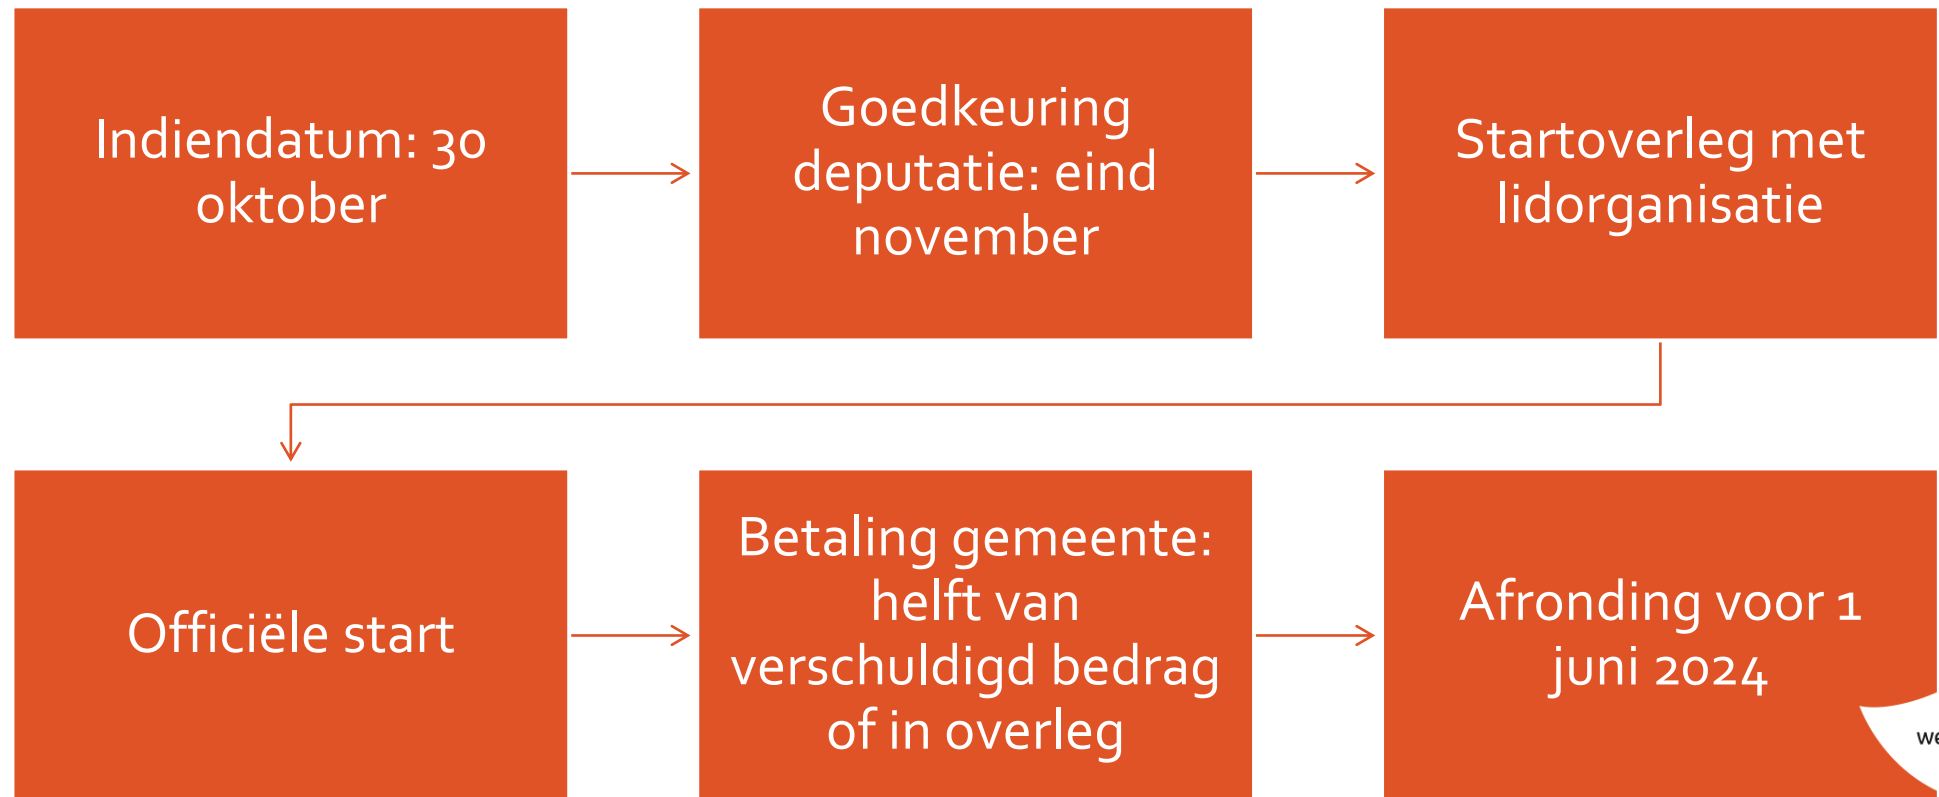 Indiendatum: 30
oktober
Goedkeuring
deputatie: eind
november
Startoverleg met
lidorganisatie
Officiële start
Betaling gemeente:
helft van
verschuldigd bedrag
of in overleg
Afronding voor 1
juni 2024